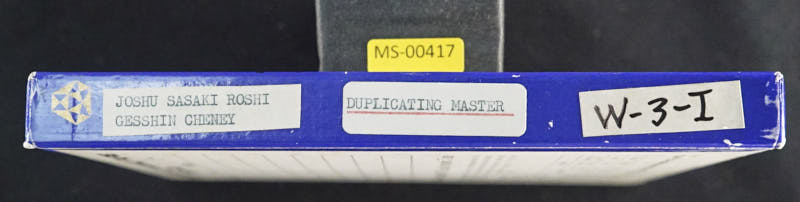 MS-00417
JOSHU SASAKI ROSHI
GESSHIN CHENEY
DUPLICATING MASTER
W-3-I